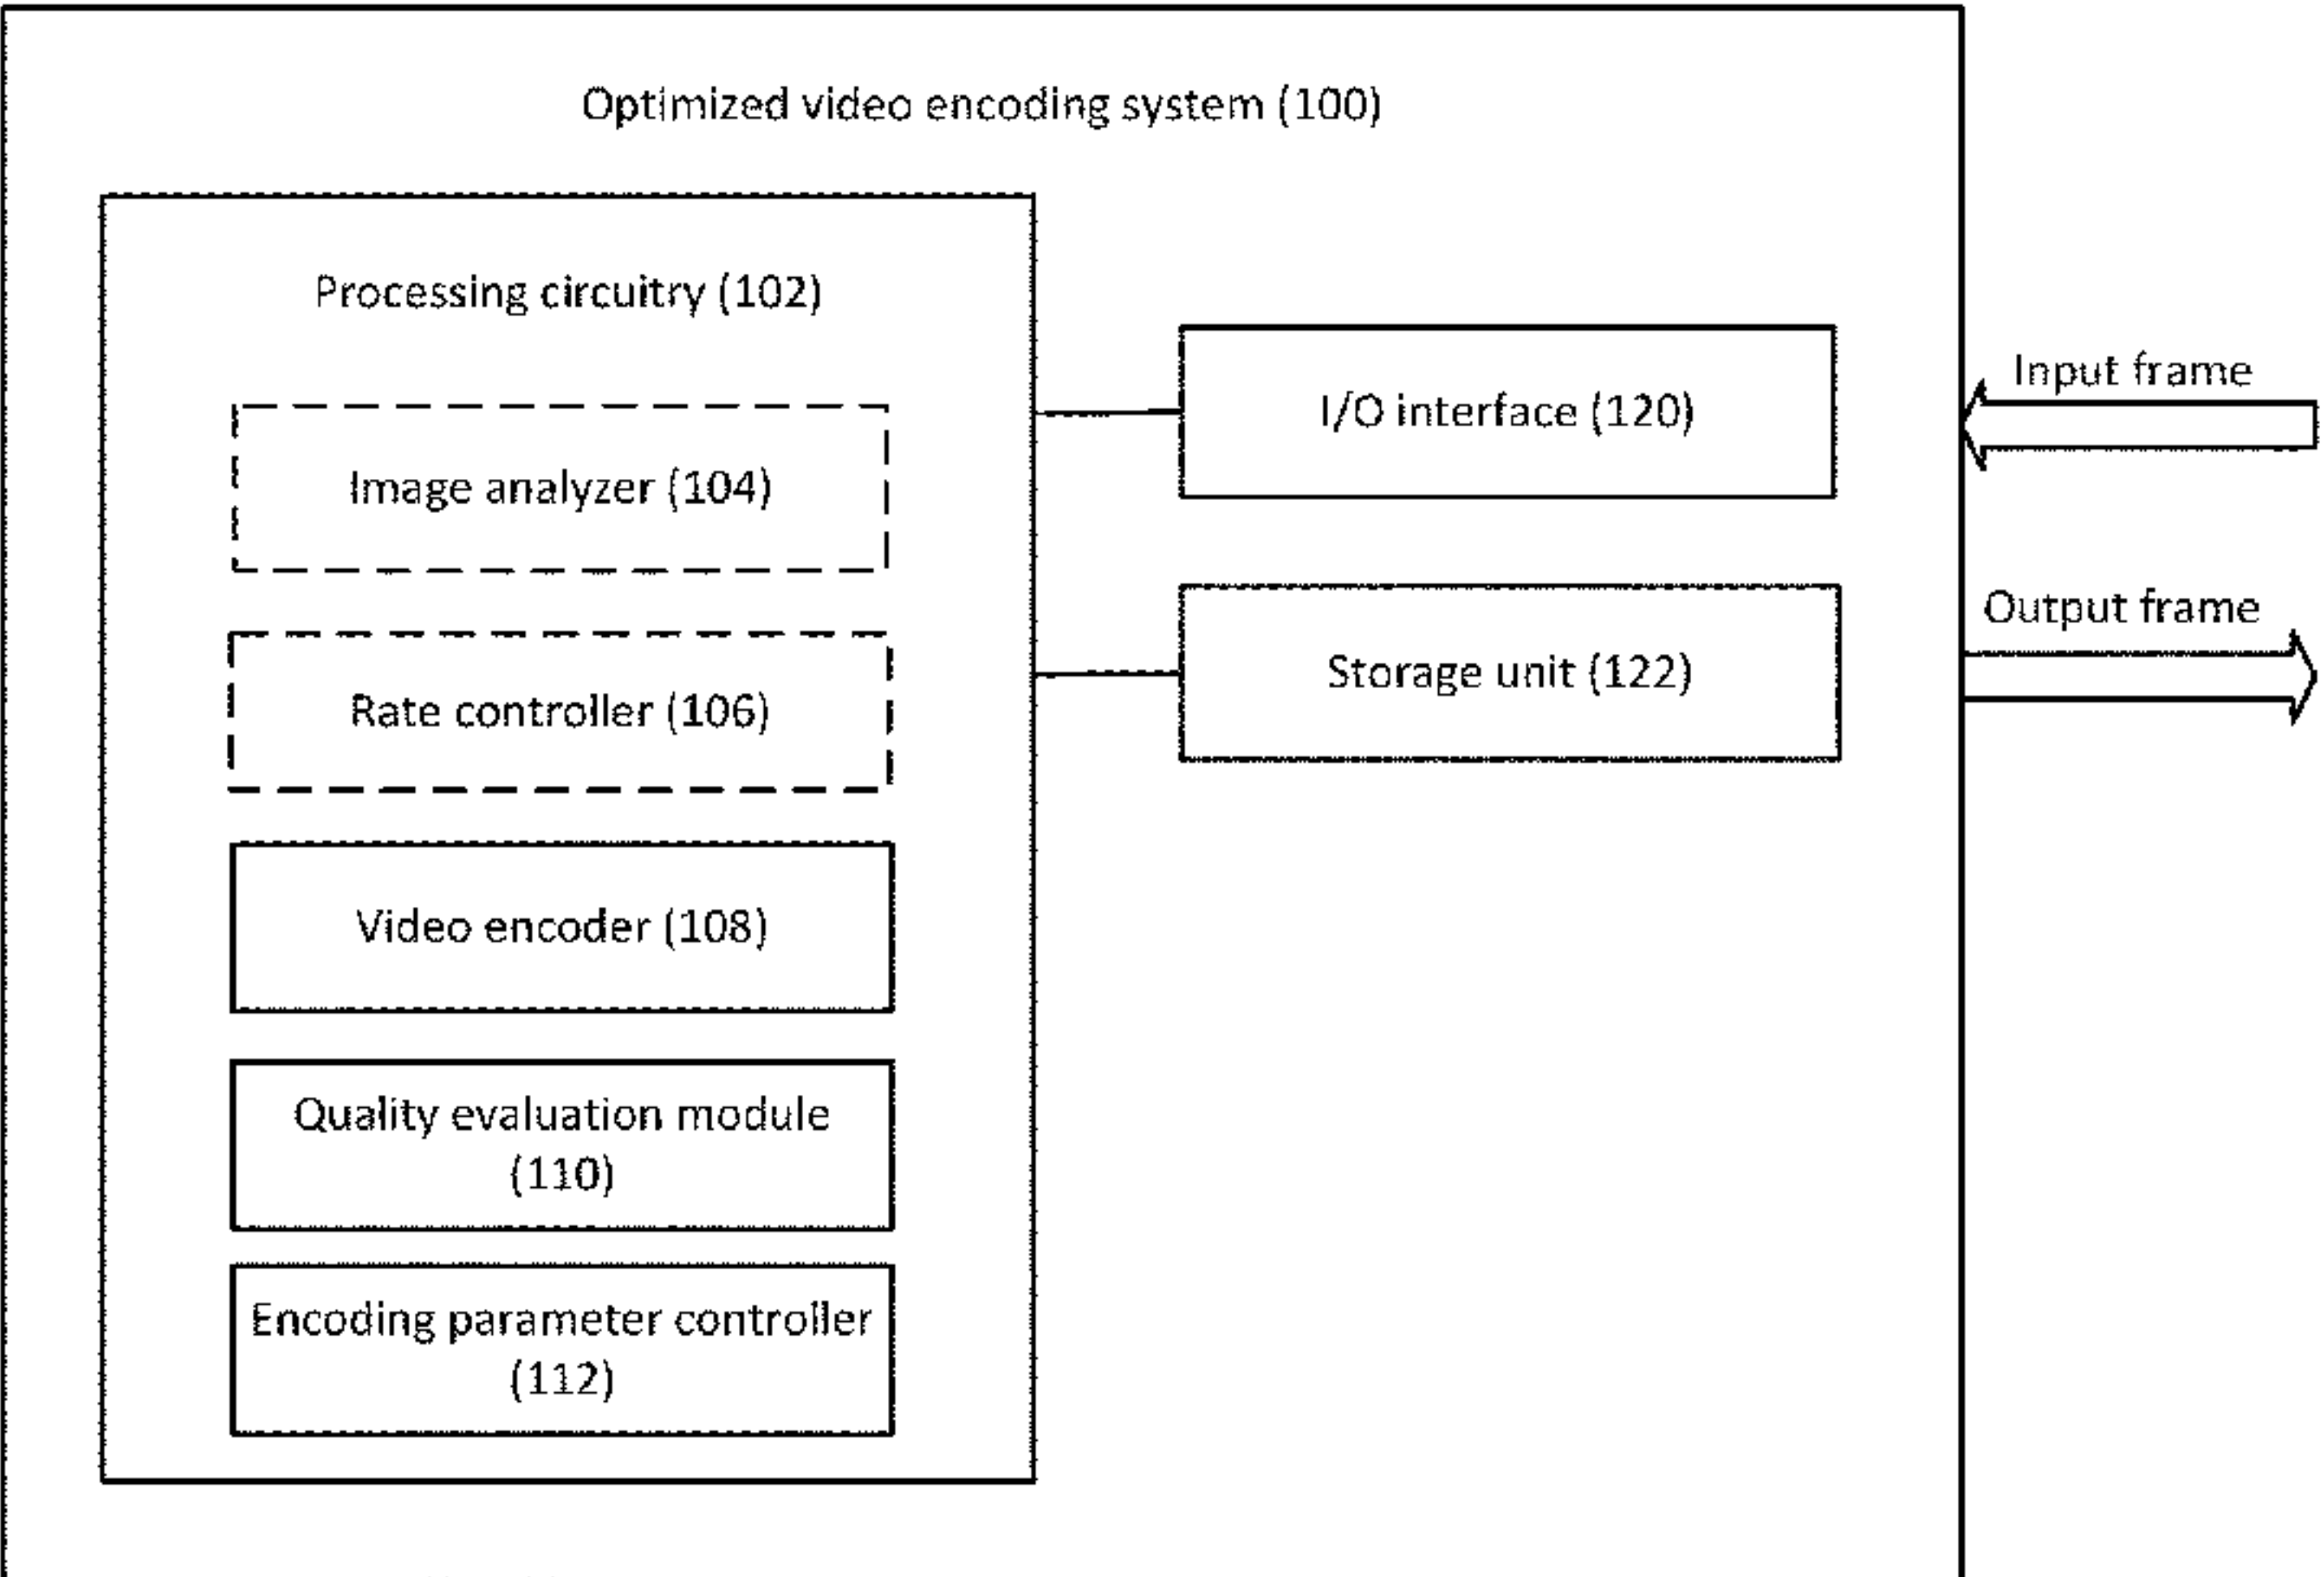 Optimized video encoding system (100)
Processing circuitry (102)
Image analyzer (104)
Rate controller (106)
Video encoder (108)
Quality evaluation module
(110)
Encoding parameter controller
(112)
I/O interface (120)
Storage unit (122)
Input frame
Output frame